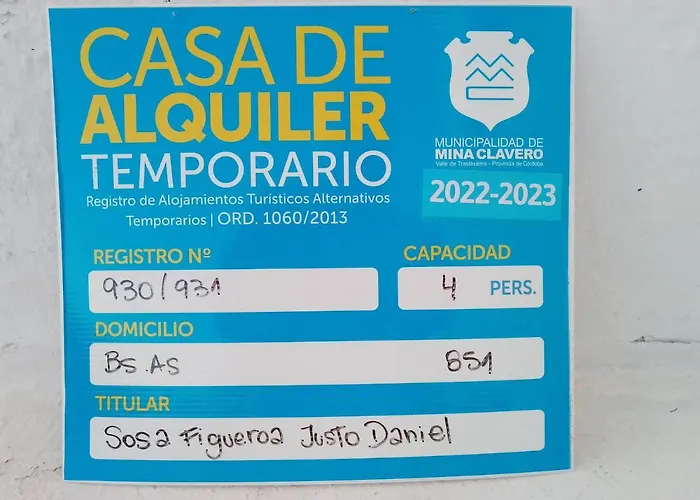 CASA DE
ALQUILER
TEMPORARIO
Registro de Alojamientos Turísticos Alternativos
Temporarios | ORD. 1060/2013
MUNICIPALIDAD DE
MINA CLAVERO
Valle de Traslasierra - Provincia de Córdoba
2022-2023
REGISTRO Nº
930/931
CAPACIDAD
4 PERS.
DOMICILIO
Bs.As 851
TITULAR
Sosa Figueroa Justo Daniel